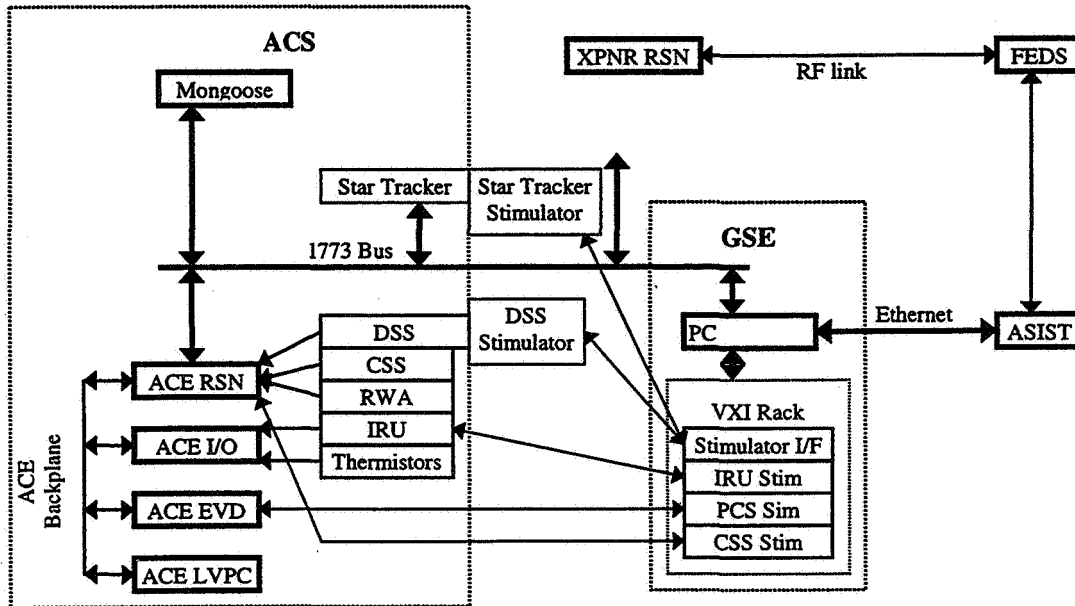 ACS
Mongoose
XPNR RSN
RF link
FEDS
Star Tracker
Star Tracker
Stimulator
1773 Bus
GSE
DSS
CSS
RWA
IRU
Thermistors
DSS
Stimulator
PC
Ethernet
ASIST
ACE RSN
ACE I/O
ACE EVD
ACE LVPC
ACE
Backplane
VXI Rack
Stimulator I/F
IRU Stim
PCS Sim
CSS Stim